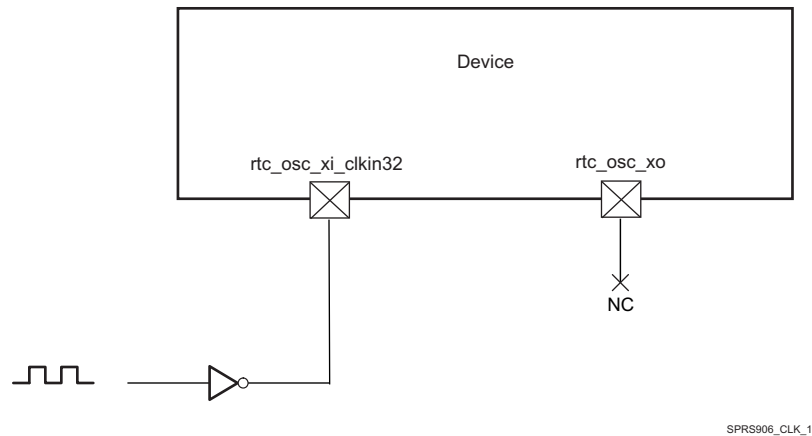 Device
rtc_osc_xi_clkin32
rtc_osc_xo
NC
SPRS906_CLK_1